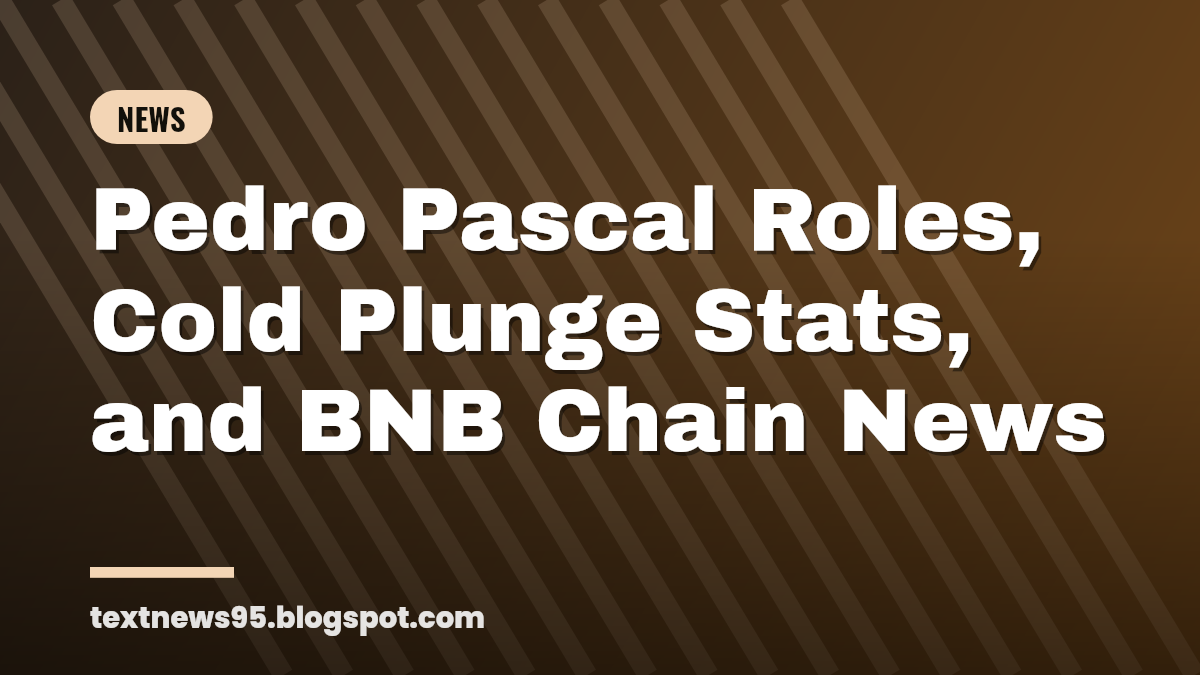 NEWS
Pedro Pascal Roles,
Cold Plunge Stats,
and BNB Chain News
textnews95.blogspot.com